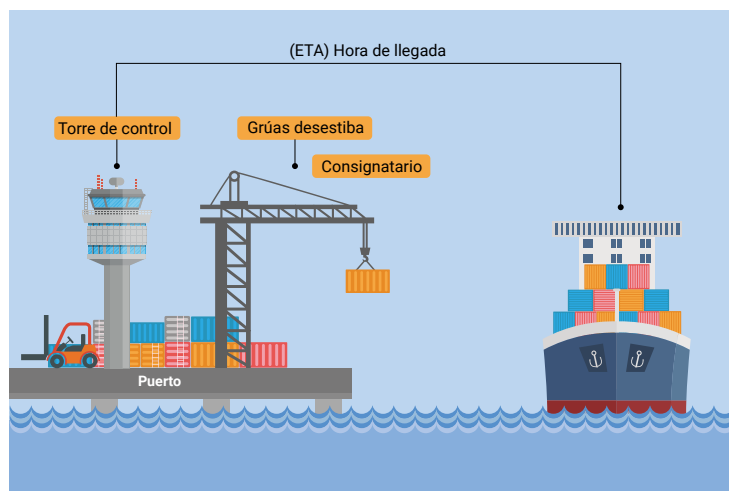 (ETA) Hora de llegada
Torre de control
Grúas desestiba
Consignatario
Puerto